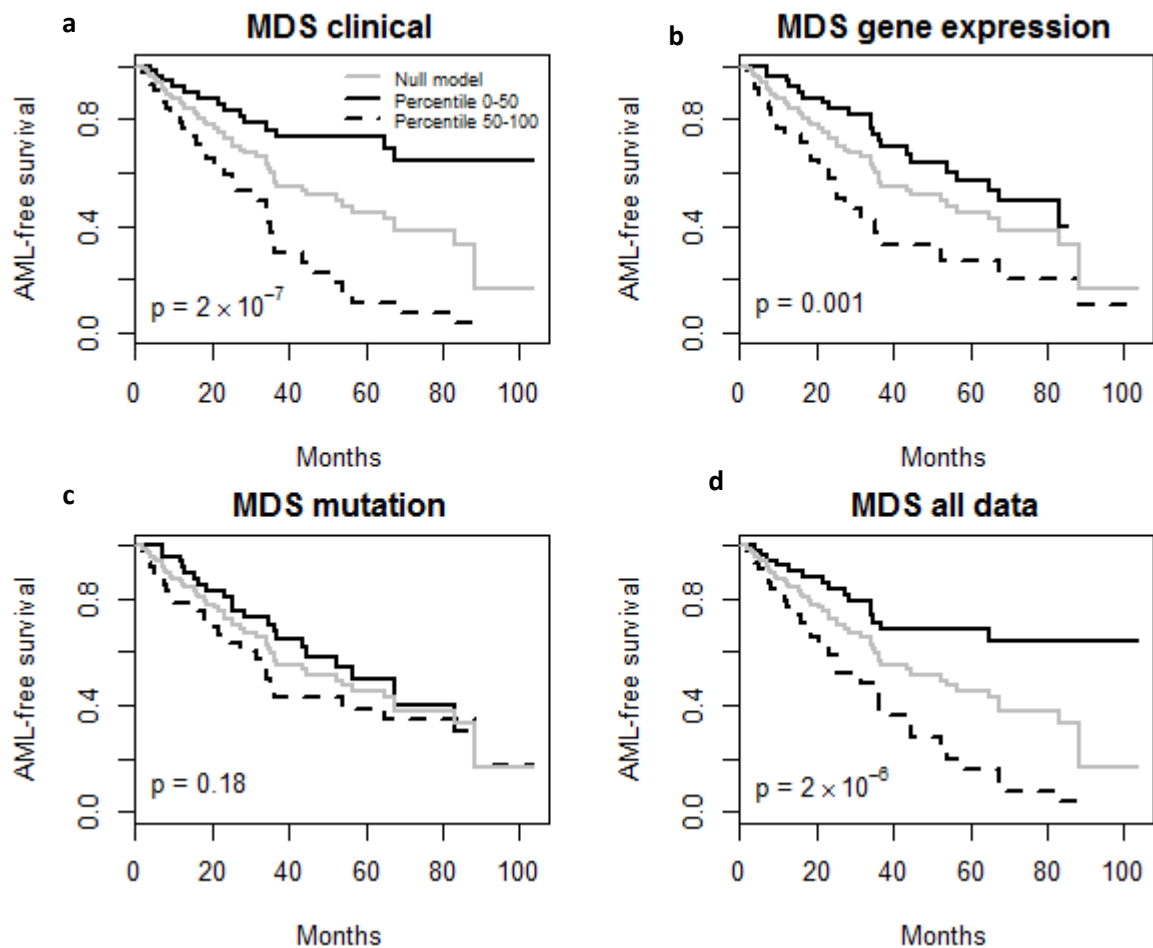 a
MDS clinical
AML-free survival
0.0 0.4 0.8
Null model
Percentile 0-50
Percentile 50-100
p = 2 × 10⁻⁷
0 20 40 60 80 100
Months
b
MDS gene expression
AML-free survival
0.0 0.4 0.8
p = 0.001
0 20 40 60 80 100
Months
c
MDS mutation
AML-free survival
0.0 0.4 0.8
p = 0.18
0 20 40 60 80 100
Months
d
MDS all data
AML-free survival
0.0 0.4 0.8
p = 2 × 10⁻⁶
0 20 40 60 80 100
Months